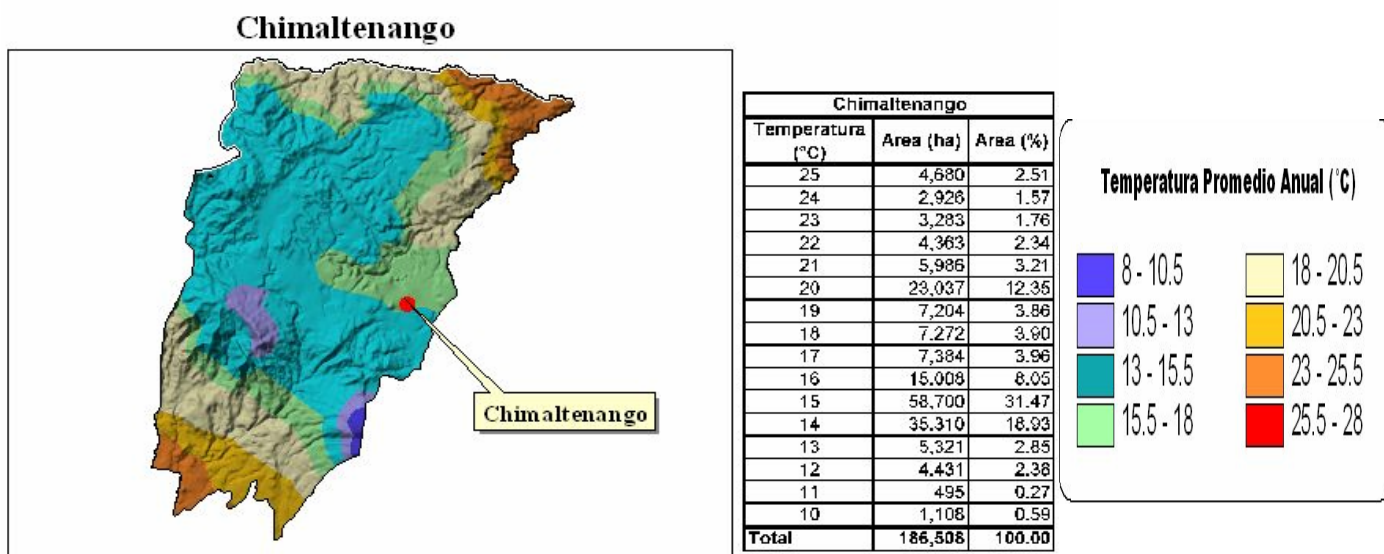 Chimaltenango
Chimaltenango
Chimaltenango
Temperatura (°C) Area (ha) Area (%)
25 4,680 2.51
24 2,926 1.57
23 3,283 1.76
22 4,363 2.34
21 5,986 3.21
20 23,037 12.35
19 7,204 3.86
18 7,272 3.90
17 7,384 3.96
16 15,008 8.05
15 58,700 31.47
14 35,310 18.93
13 5,321 2.85
12 4,431 2.38
11 495 0.27
10 1,108 0.59
Total 186,508 100.00
Temperatura Promedio Anual (°C)
8 - 10.5
10.5 - 13
13 - 15.5
15.5 - 18
18 - 20.5
20.5 - 23
23 - 25.5
25.5 - 28